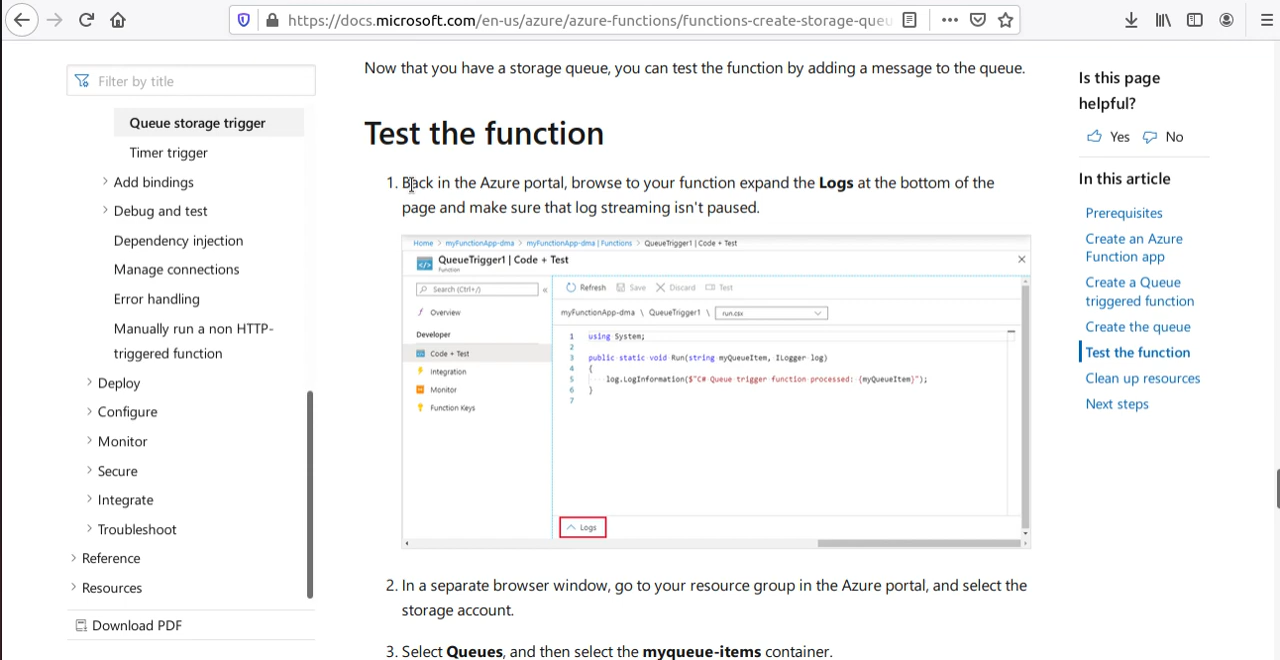 https://docs.microsoft.com/en-us/azure/azure-functions/functions-create-storage-queu
Filter by title
Queue storage trigger
Timer trigger
Add bindings
Debug and test
Dependency injection
Manage connections
Error handling
Manually run a non HTTP-
triggered function
Deploy
Configure
Monitor
Secure
Integrate
Troubleshoot
Reference
Resources
Download PDF
Now that you have a storage queue, you can test the function by adding a message to the queue.
Test the function
1. Back in the Azure portal, browse to your function expand the Logs at the bottom of the
page and make sure that log streaming isn't paused.
Home > myFunctionApp-dma > myFunctionApp-dma | Functions > QueueTrigger1 | Code + Test
QueueTrigger1 | Code + Test
Function
Search (Ctrl+/)
Overview
Developer
Code + Test
Integration
Monitor
Function Keys
Refresh Save Discard Test
myFunctionApp-dma \ QueueTrigger1 \ run.csx
1 using System;
2
3 public static void Run(string myQueueItem, ILogger log)
4 {
5 log.LogInformation($"C# Queue trigger function processed: {myQueueItem}");
6 }
7
Logs
2. In a separate browser window, go to your resource group in the Azure portal, and select the
storage account.
3. Select Queues, and then select the myqueue-items container.
Is this page
helpful?
Yes No
In this article
Prerequisites
Create an Azure
Function app
Create a Queue
triggered function
Create the queue
Test the function
Clean up resources
Next steps